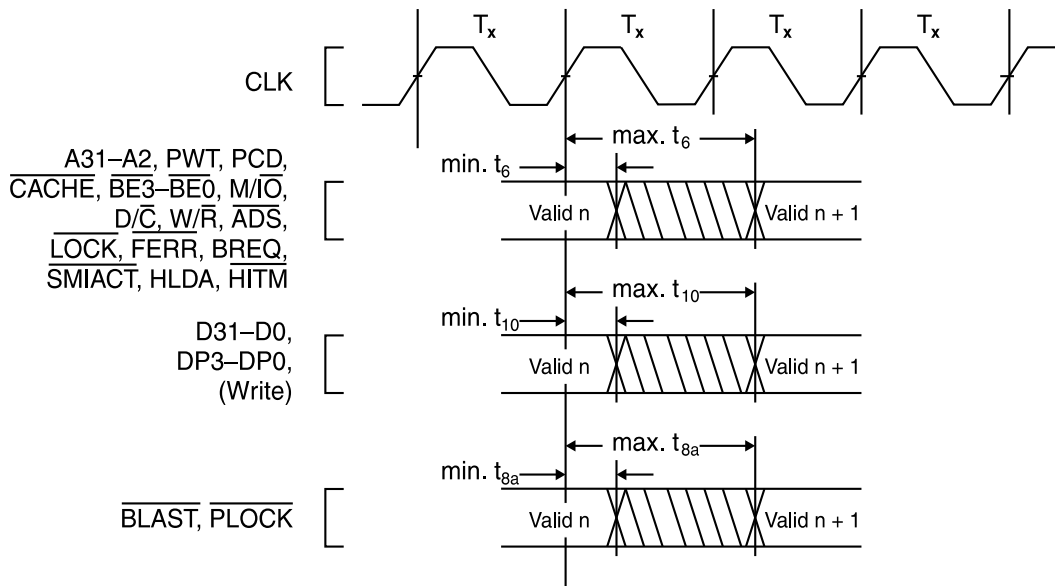 Tx Tx Tx Tx
CLK
max. t6
A31–A2, PWT, PCD,
min. t6
CACHE, BE3–BE0, M/IO,
D/C, W/R, ADS,
Valid n Valid n + 1
LOCK, FERR, BREQ,
SMIACT, HLDA, HITM
max. t10
min. t10
D31–D0,
DP3–DP0,
Valid n Valid n + 1
(Write)
max. t8a
min. t8a
BLAST, PLOCK
Valid n Valid n + 1